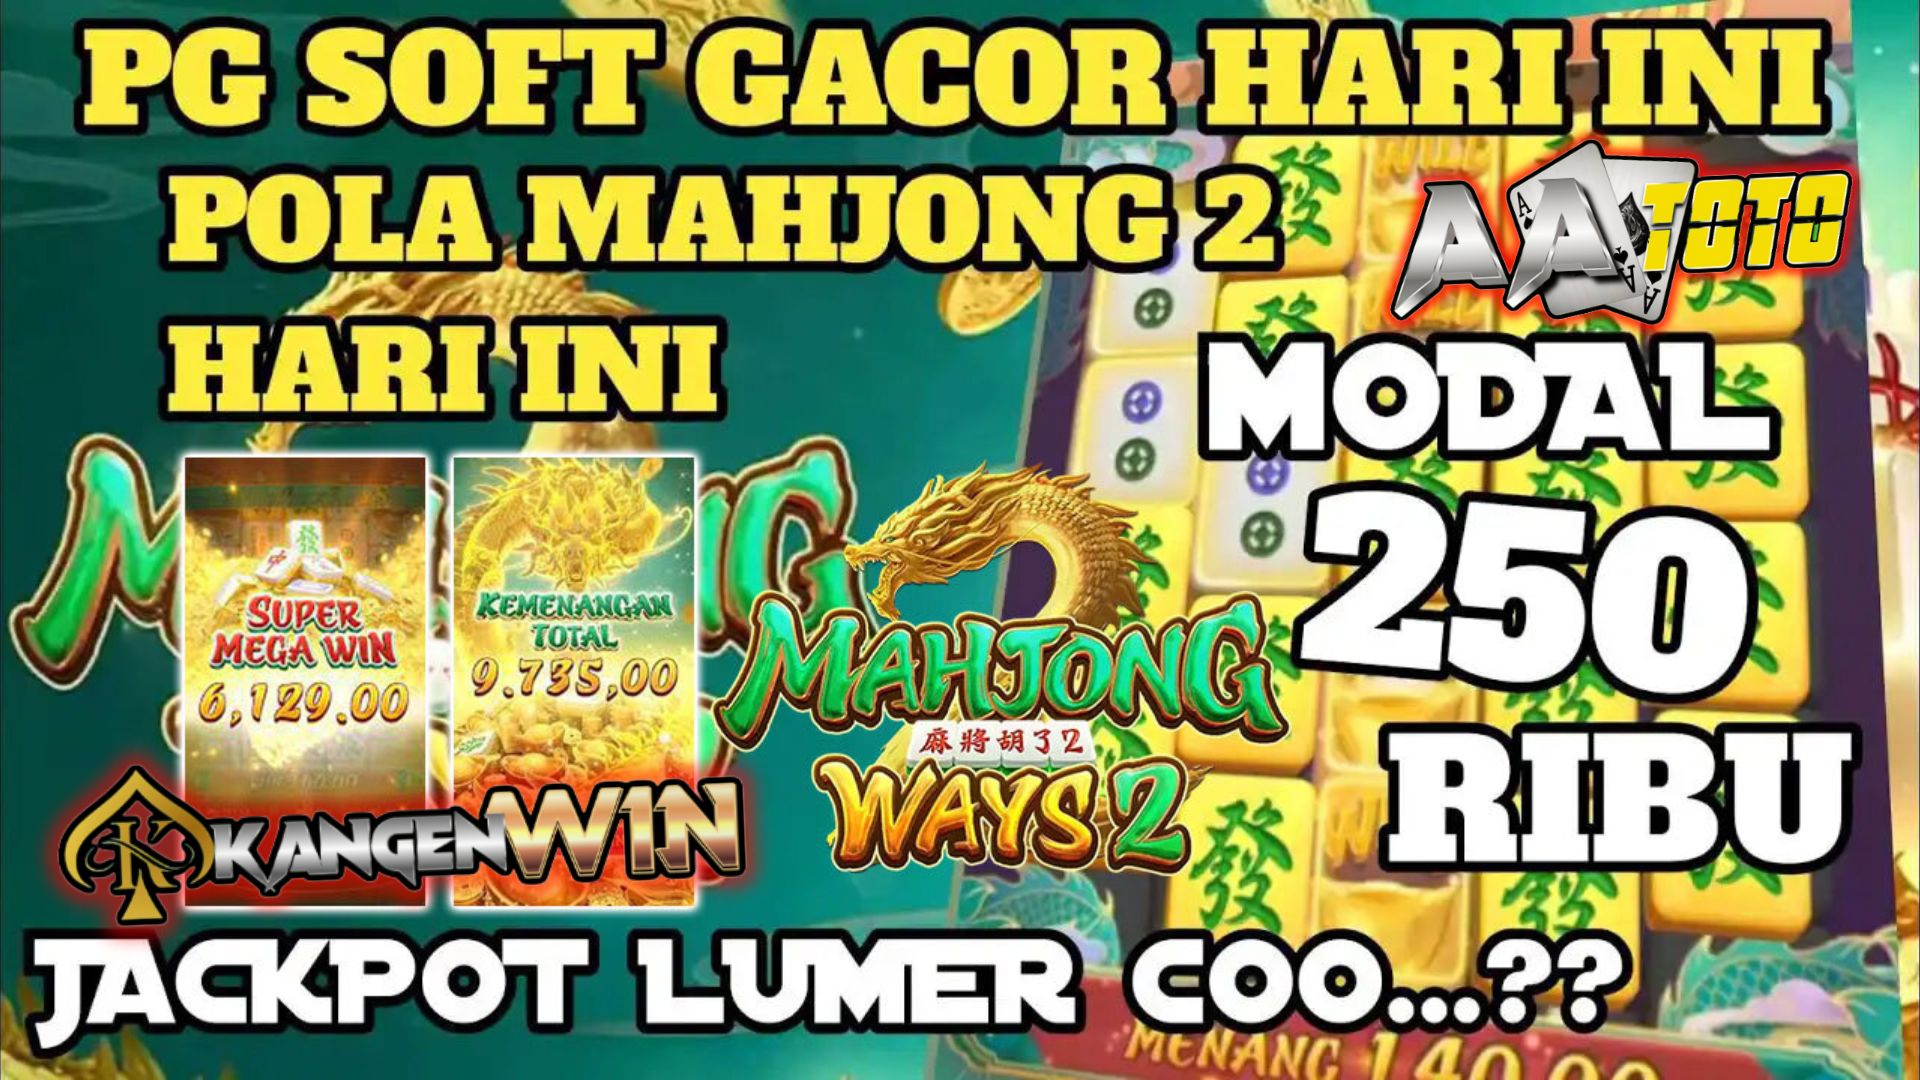 PG SOFT GACOR HARI INI
POLA MAHJONG 2
AATOTO
HARI INI
MODAL
250
RIBU
SUPER
MEGA WIN
6,129.00
KEMENANGAN
TOTAL
9.735,00
MAHJONG
麻將胡了2
WAYS 2
KANGENW1N
JACKPOT LUMER COO...??
MENANG 140.00